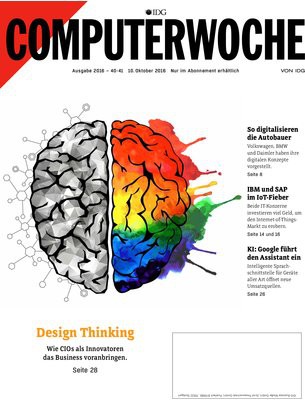 IDG
COMPUTERWOCHE
Ausgabe 2016 – 40-41 10. Oktober 2016 Nur im Abonnement erhältlich
VON IDG
So digitalisieren
die Autobauer
Volkswagen, BMW
und Daimler haben ihre
digitalen Konzepte
vorgestellt.
Seite 8
IBM und SAP
im IoT-Fieber
Beide IT-Konzerne
investieren viel Geld, um
den Internet-of-Things-
Markt zu erobern.
Seite 14 und 16
KI: Google führt
den Assistant ein
Intelligente Sprach-
schnittstelle für Geräte
aller Art öffnet neue
Umsatzquellen.
Seite 26
Design Thinking
Wie CIOs als Innovatoren
das Business voranbringen.
Seite 28